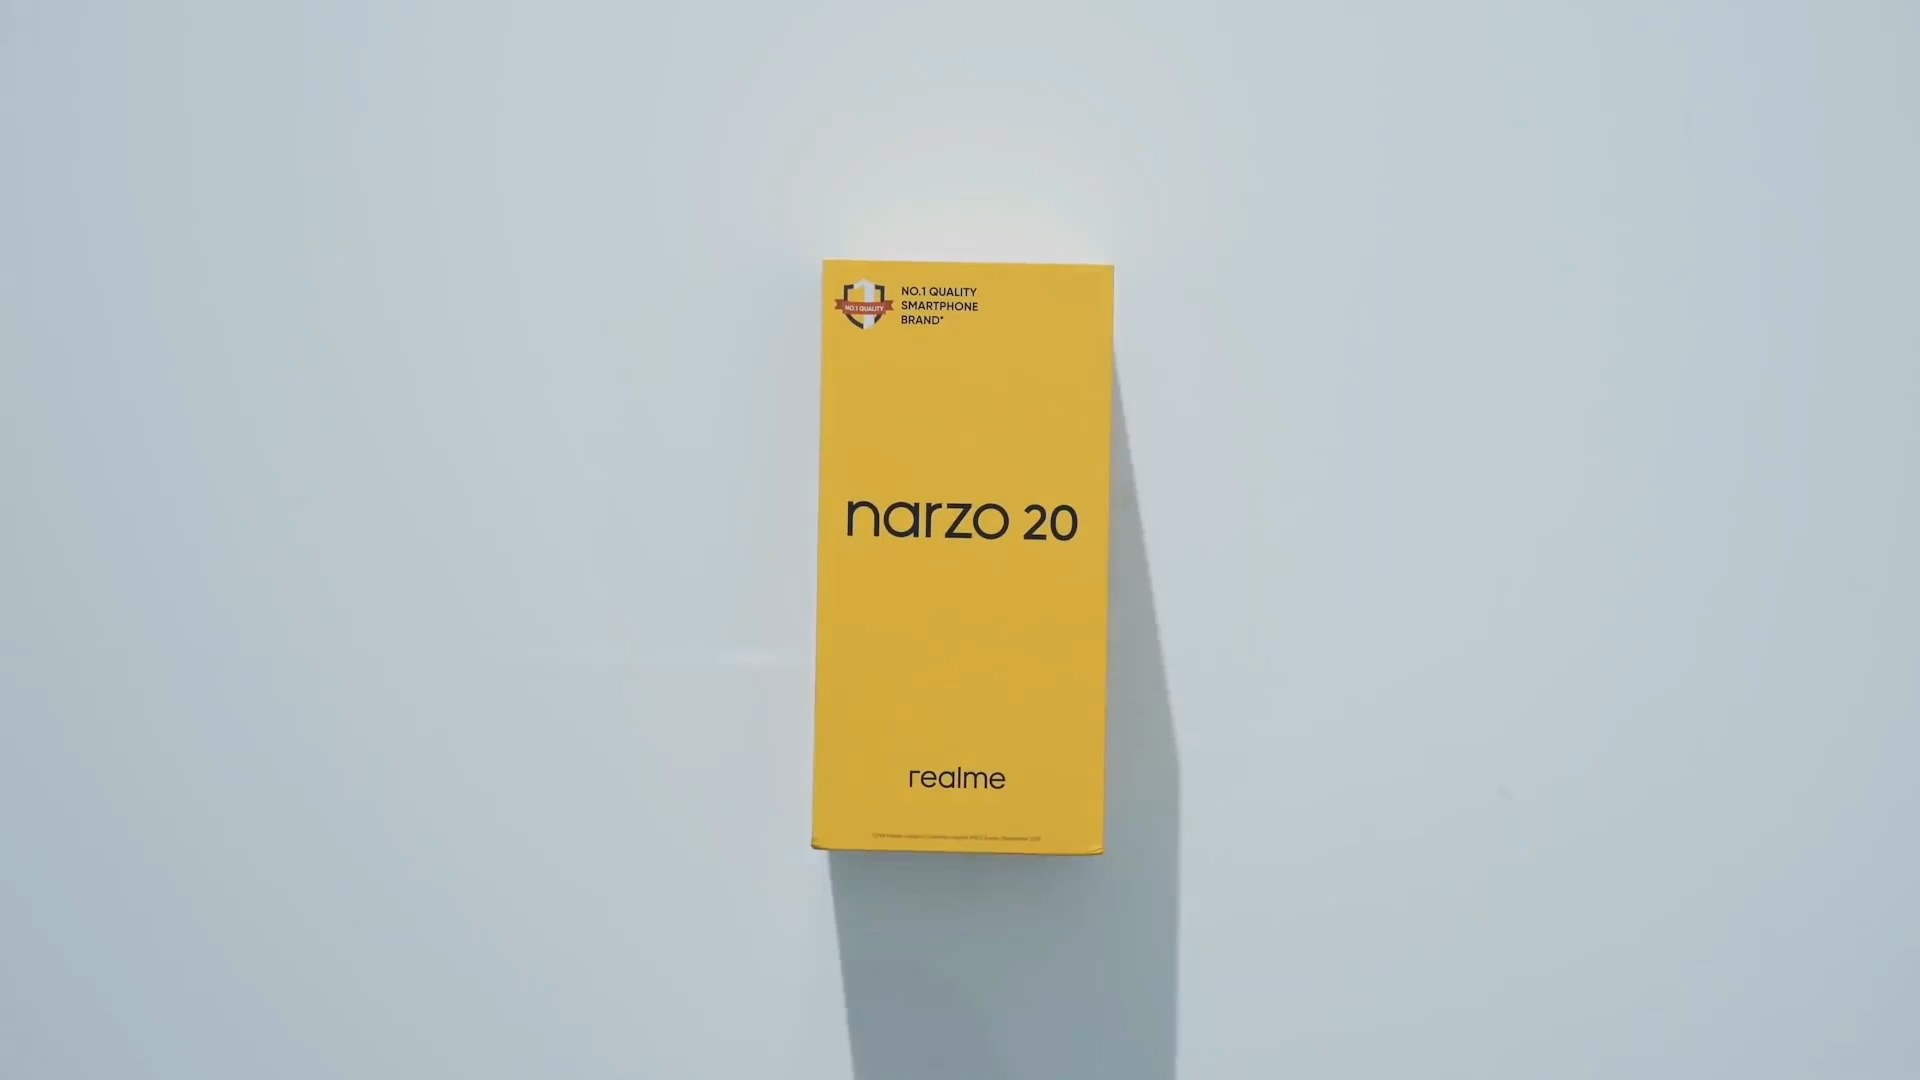 NO.1 QUALITY
NO.1 QUALITY
SMARTPHONE
BRAND*
narzo 20
realme